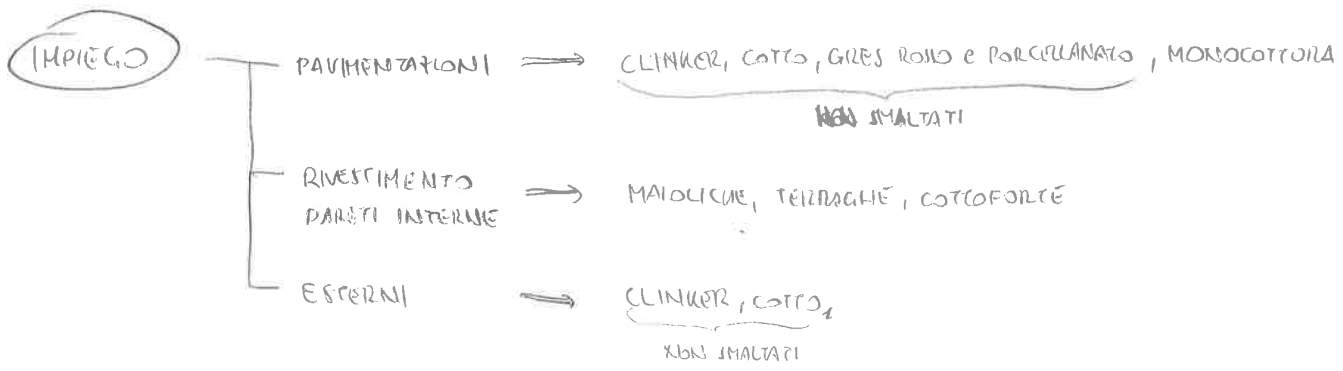 IMPIEGO
PAVIMENTAZIONI ⇒ CLINKER, COTTO, GRES ROSSO e PORCELLANATO, MONOCOTTURA
NON SMALTATI
RIVESTIMENTO
PARETI INTERNE ⇒ MAIOLICHE, TERRAGLIE, COTTOFORTE
ESTERNI ⇒ CLINKER, COTTO,
NON SMALTATI